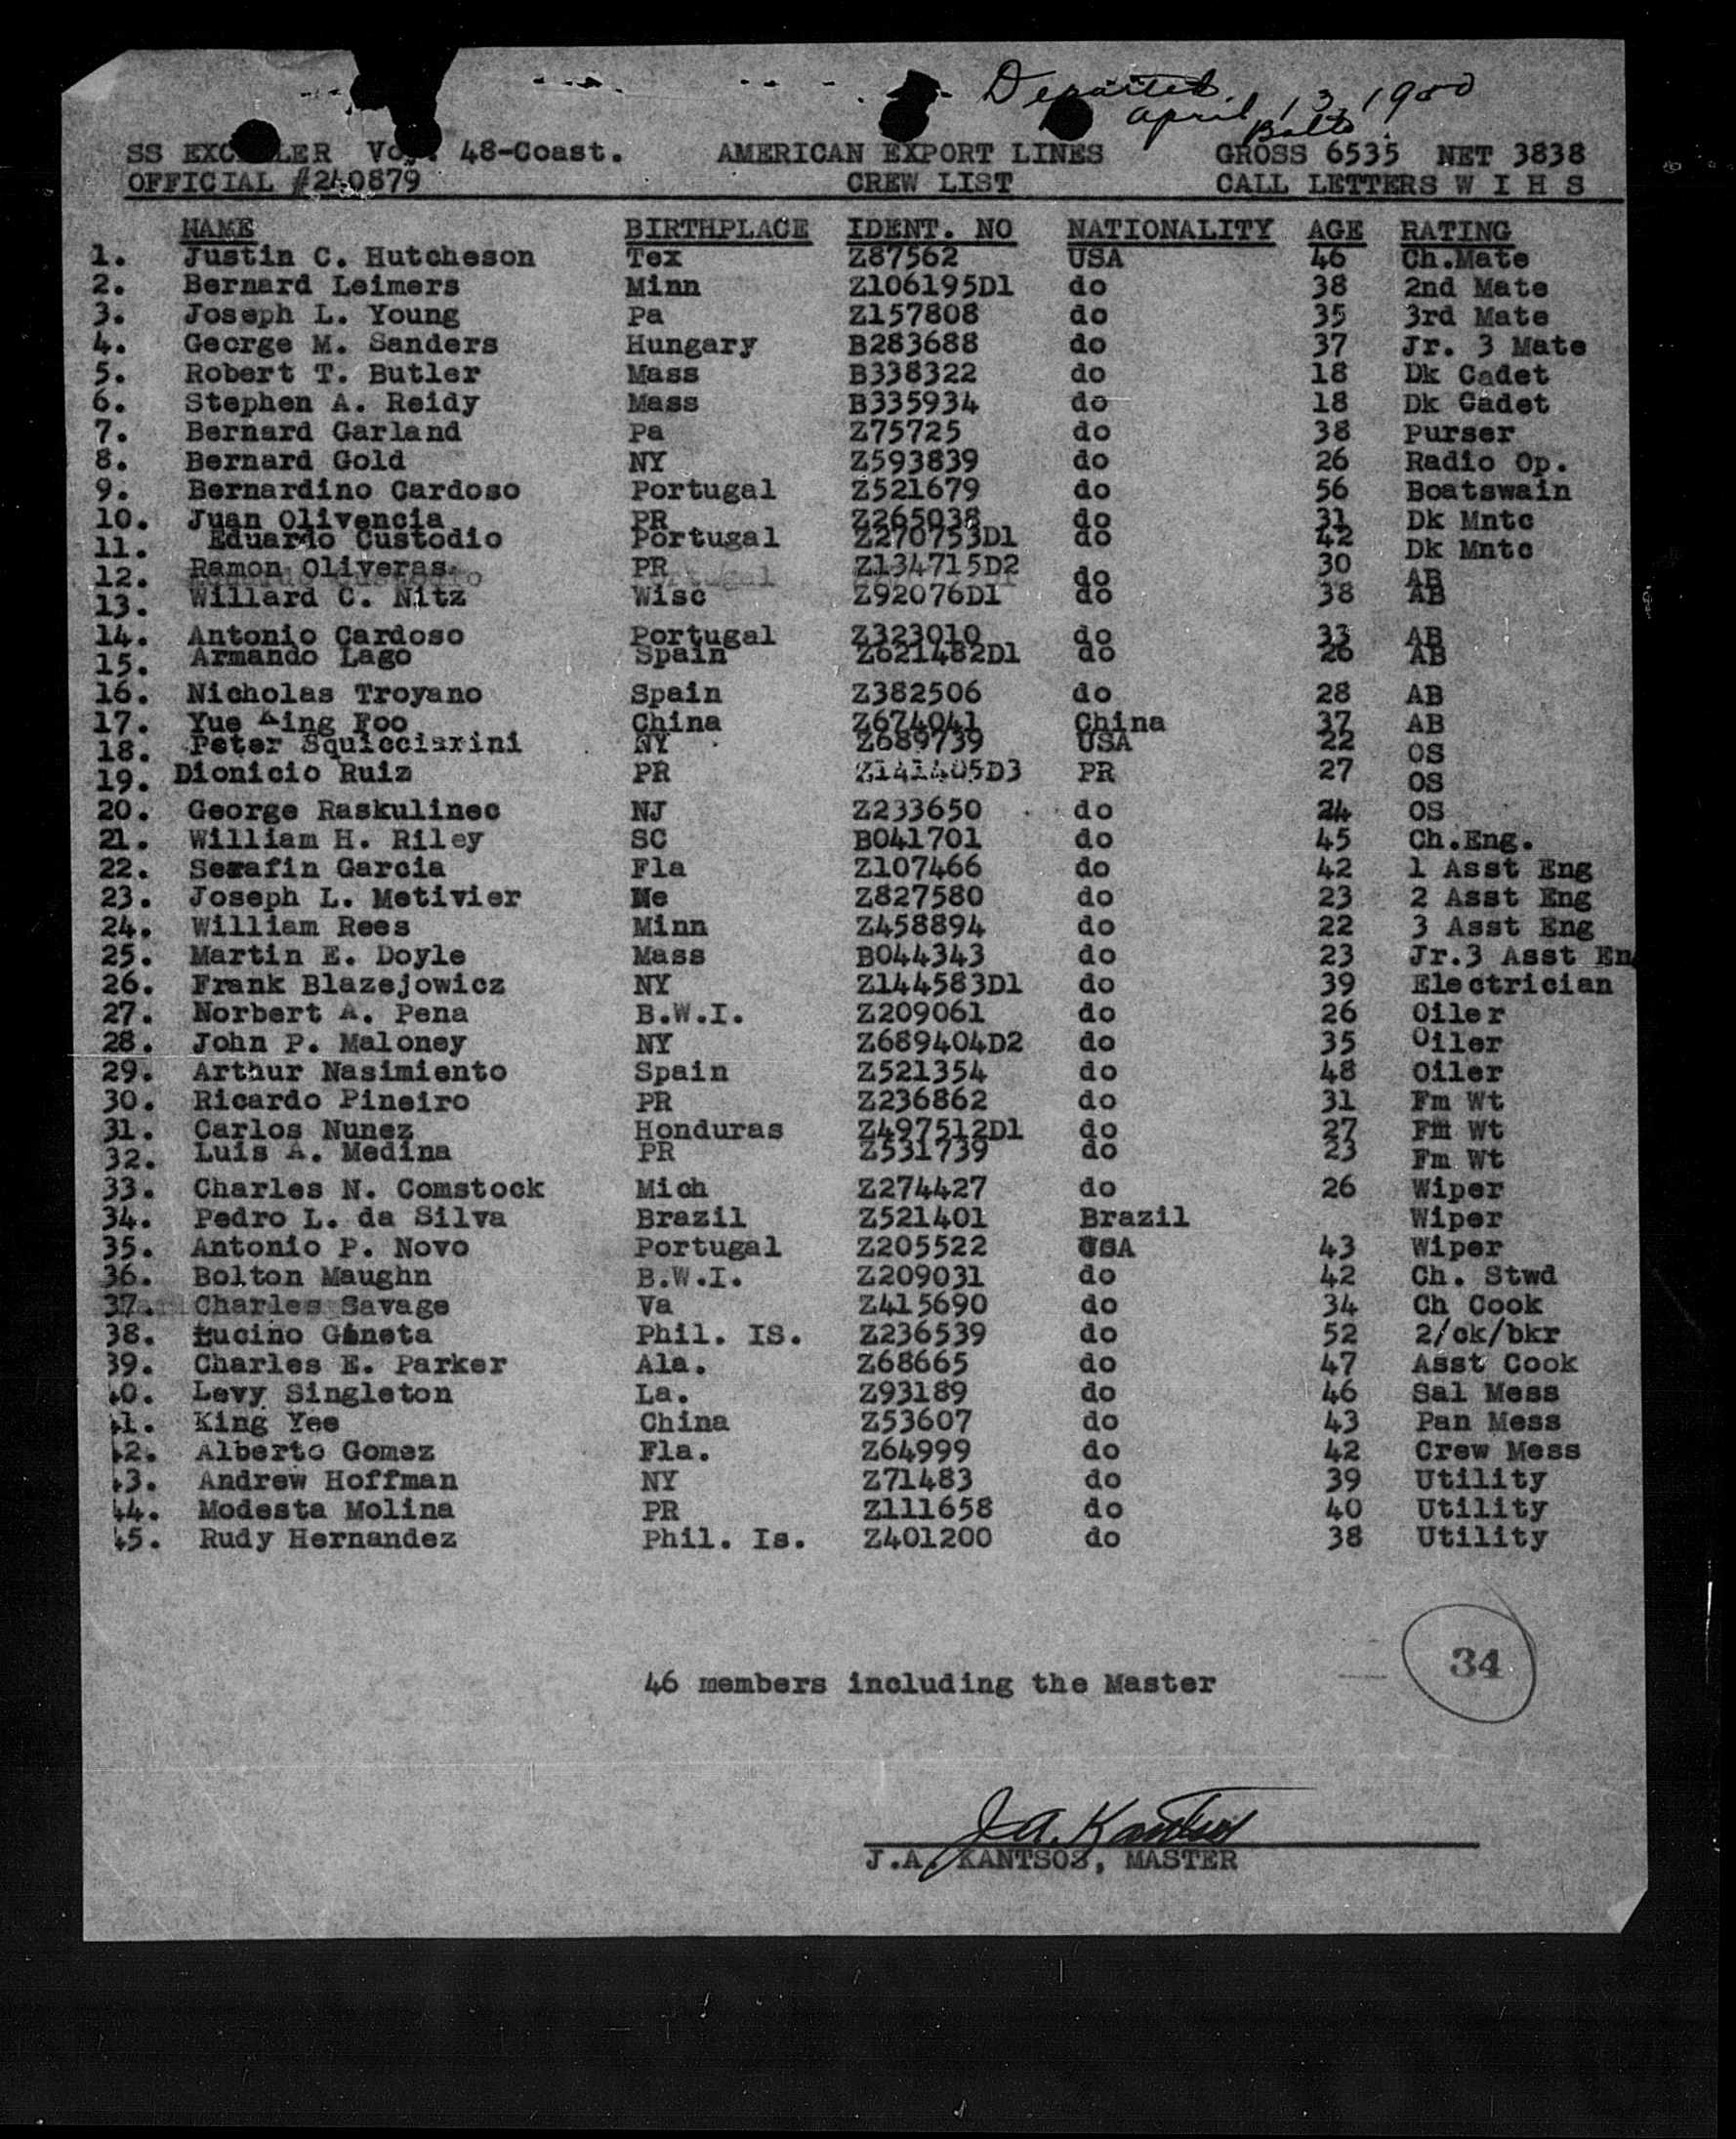 Departed
April 13, 1950
Balto.
SS EXC LER Vo . 48-Coast. AMERICAN EXPORT LINES GROSS 6535 NET 3838
OFFICIAL #240879 CREW LIST CALL LETTERS W I H S
NAME BIRTHPLACE IDENT. NO NATIONALITY AGE RATING
1. Justin C. Hutcheson Tex Z87562 USA 46 Ch.Mate
2. Bernard Leimers Minn Z106195D1 do 38 2nd Mate
3. Joseph L. Young Pa Z157808 do 35 3rd Mate
4. George M. Sanders Hungary B283688 do 37 Jr. 3 Mate
5. Robert T. Butler Mass B338322 do 18 Dk Cadet
6. Stephen A. Reidy Mass B335934 do 18 Dk Cadet
7. Bernard Garland Pa Z75725 do 38 Purser
8. Bernard Gold NY Z593839 do 26 Radio Op.
9. Bernardino Cardoso Portugal Z521679 do 56 Boatswain
10. Juan Olivencia PR Z265038 do 31 Dk Mntc
11. Eduardo Custodio Portugal Z270753D1 do 42 Dk Mntc
12. Ramon Oliveras PR Z134715D2 do 30 AB
13. Willard C. Nitz Wisc Z92076D1 do 38 AB
14. Antonio Cardoso Portugal Z323010 do 33 AB
15. Armando Lago Spain Z621482D1 do 26 AB
16. Nicholas Troyano Spain Z382506 do 28 AB
17. Yue King Foo China Z674041 China 37 AB
18. Peter Squicciarini NY Z689739 USA 22 OS
19. Dionicio Ruiz PR Z141405D3 PR 27 OS
20. George Raskulinec NJ Z233650 do 24 OS
21. William H. Riley SC B041701 do 45 Ch.Eng.
22. Serafin Garcia Fla Z107466 do 42 1 Asst Eng
23. Joseph L. Metivier Me Z827580 do 23 2 Asst Eng
24. William Rees Minn Z458894 do 22 3 Asst Eng
25. Martin E. Doyle Mass B044343 do 23 Jr.3 Asst En
26. Frank Blazejowicz NY Z144583D1 do 39 Electrician
27. Norbert A. Pena B.W.I. Z209061 do 26 Oiler
28. John P. Maloney NY Z689404D2 do 35 Oiler
29. Arthur Nasimiento Spain Z521354 do 48 Oiler
30. Ricardo Pineiro PR Z236862 do 31 Fm Wt
31. Carlos Nunez Honduras Z497512D1 do 27 Fm Wt
32. Luis A. Medina PR Z531739 do 23 Fm Wt
33. Charles N. Comstock Mich Z274427 do 26 Wiper
34. Pedro L. da Silva Brazil Z521401 Brazil Wiper
35. Antonio P. Novo Portugal Z205522 USA 43 Wiper
36. Bolton Maughn B.W.I. Z209031 do 42 Ch. Stwd
37. Charles Savage Va Z415690 do 34 Ch Cook
38. Lucino Gineta Phil. IS. Z236539 do 52 2/ck/bkr
39. Charles E. Parker Ala. Z68665 do 47 Asst Cook
40. Levy Singleton La. Z93189 do 46 Sal Mess
41. King Yee China Z53607 do 43 Pan Mess
42. Alberto Gomez Fla. Z64999 do 42 Crew Mess
43. Andrew Hoffman NY Z71483 do 39 Utility
44. Modesta Molina PR Z111658 do 40 Utility
45. Rudy Hernandez Phil. Is. Z401200 do 38 Utility
34
46 members including the Master
J.A. Kantsos
J.A. KANTSOS, MASTER